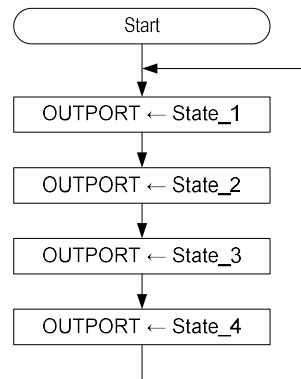 Start
OUTPORT ← State_1
OUTPORT ← State_2
OUTPORT ← State_3
OUTPORT ← State_4